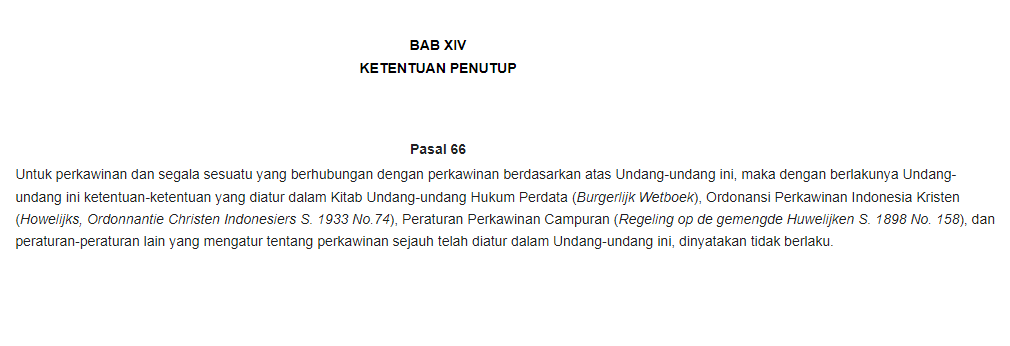 BAB XIV
KETENTUAN PENUTUP
Pasal 66
Untuk perkawinan dan segala sesuatu yang berhubungan dengan perkawinan berdasarkan atas Undang-undang ini, maka dengan berlakunya Undang-
undang ini ketentuan-ketentuan yang diatur dalam Kitab Undang-undang Hukum Perdata (Burgerlijk Wetboek), Ordonansi Perkawinan Indonesia Kristen
(Howelijks, Ordonnantie Christen Indonesiers S. 1933 No.74), Peraturan Perkawinan Campuran (Regeling op de gemengde Huwelijken S. 1898 No. 158), dan
peraturan-peraturan lain yang mengatur tentang perkawinan sejauh telah diatur dalam Undang-undang ini, dinyatakan tidak berlaku.